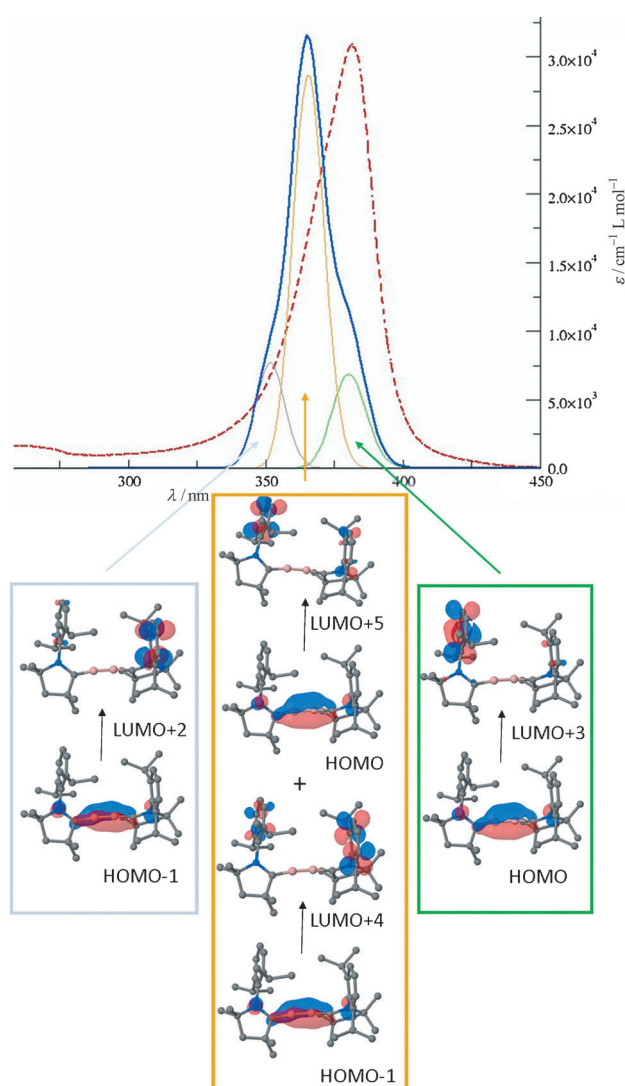 3.0×10⁴
2.5×10⁴
2.0×10⁴
1.5×10⁴
1.0×10⁴
5.0×10³
0.0
ε / cm⁻¹ L mol⁻¹
300
350
400
450
λ / nm
LUMO+5
HOMO
+
LUMO+4
HOMO-1
LUMO+2
HOMO-1
LUMO+3
HOMO